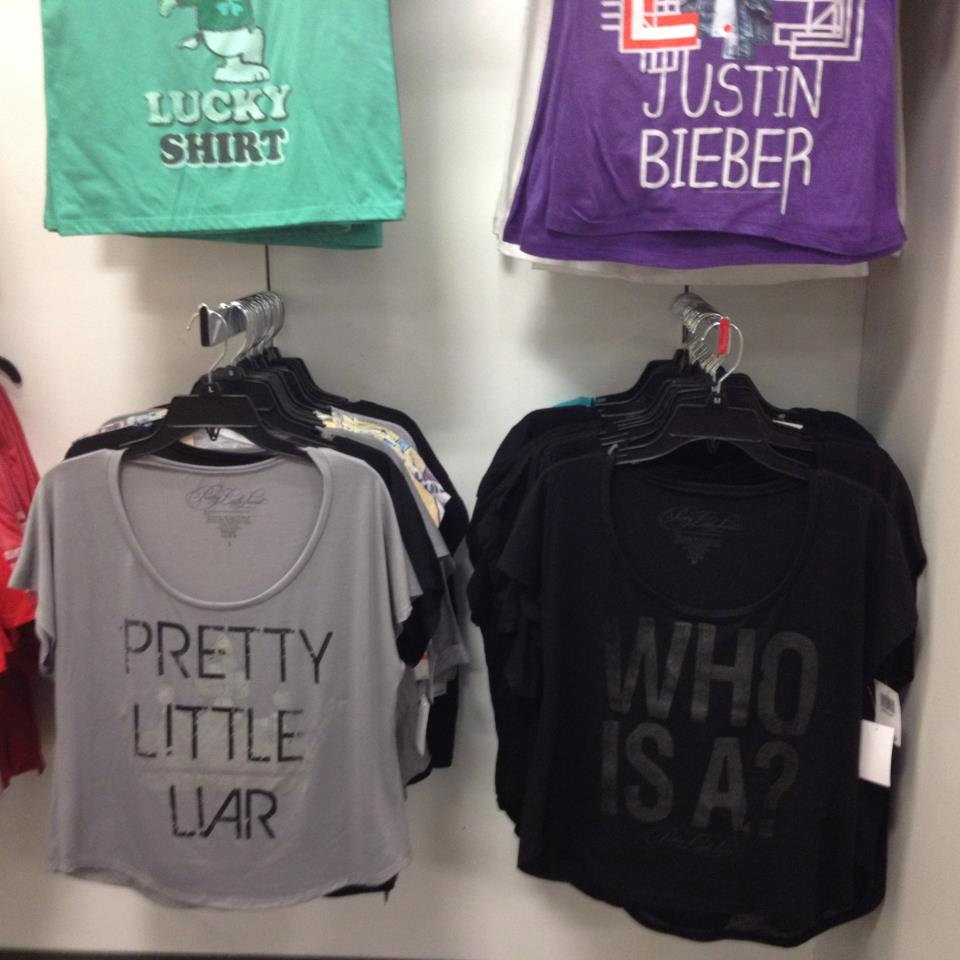 LUCKY
SHIRT
JUSTIN
BIEBER
PRETTY
LITTLE
LIAR
WHO
IS A?